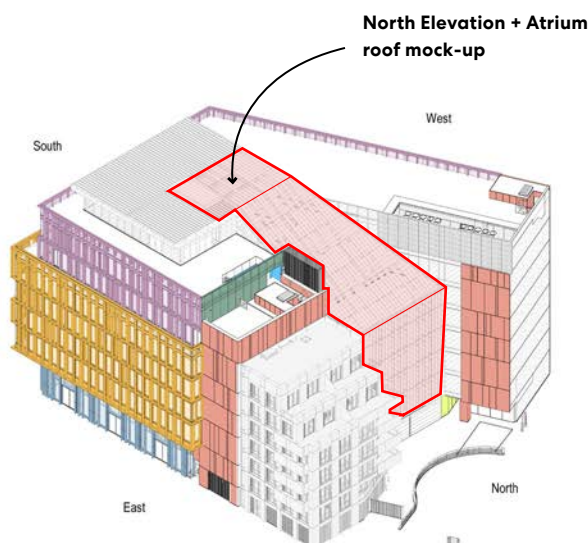 North Elevation + Atrium
roof mock-up
West
South
North
East